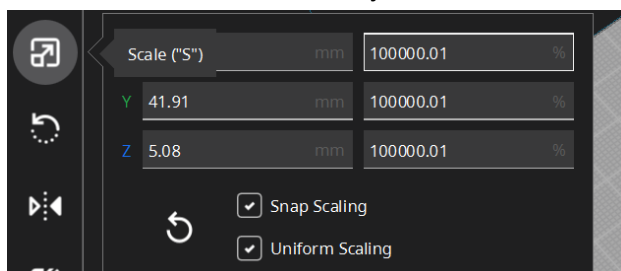 Scale ("S") mm 100000.01 %
Y 41.91 mm 100000.01 %
Z 5.08 mm 100000.01 %
Snap Scaling
Uniform Scaling